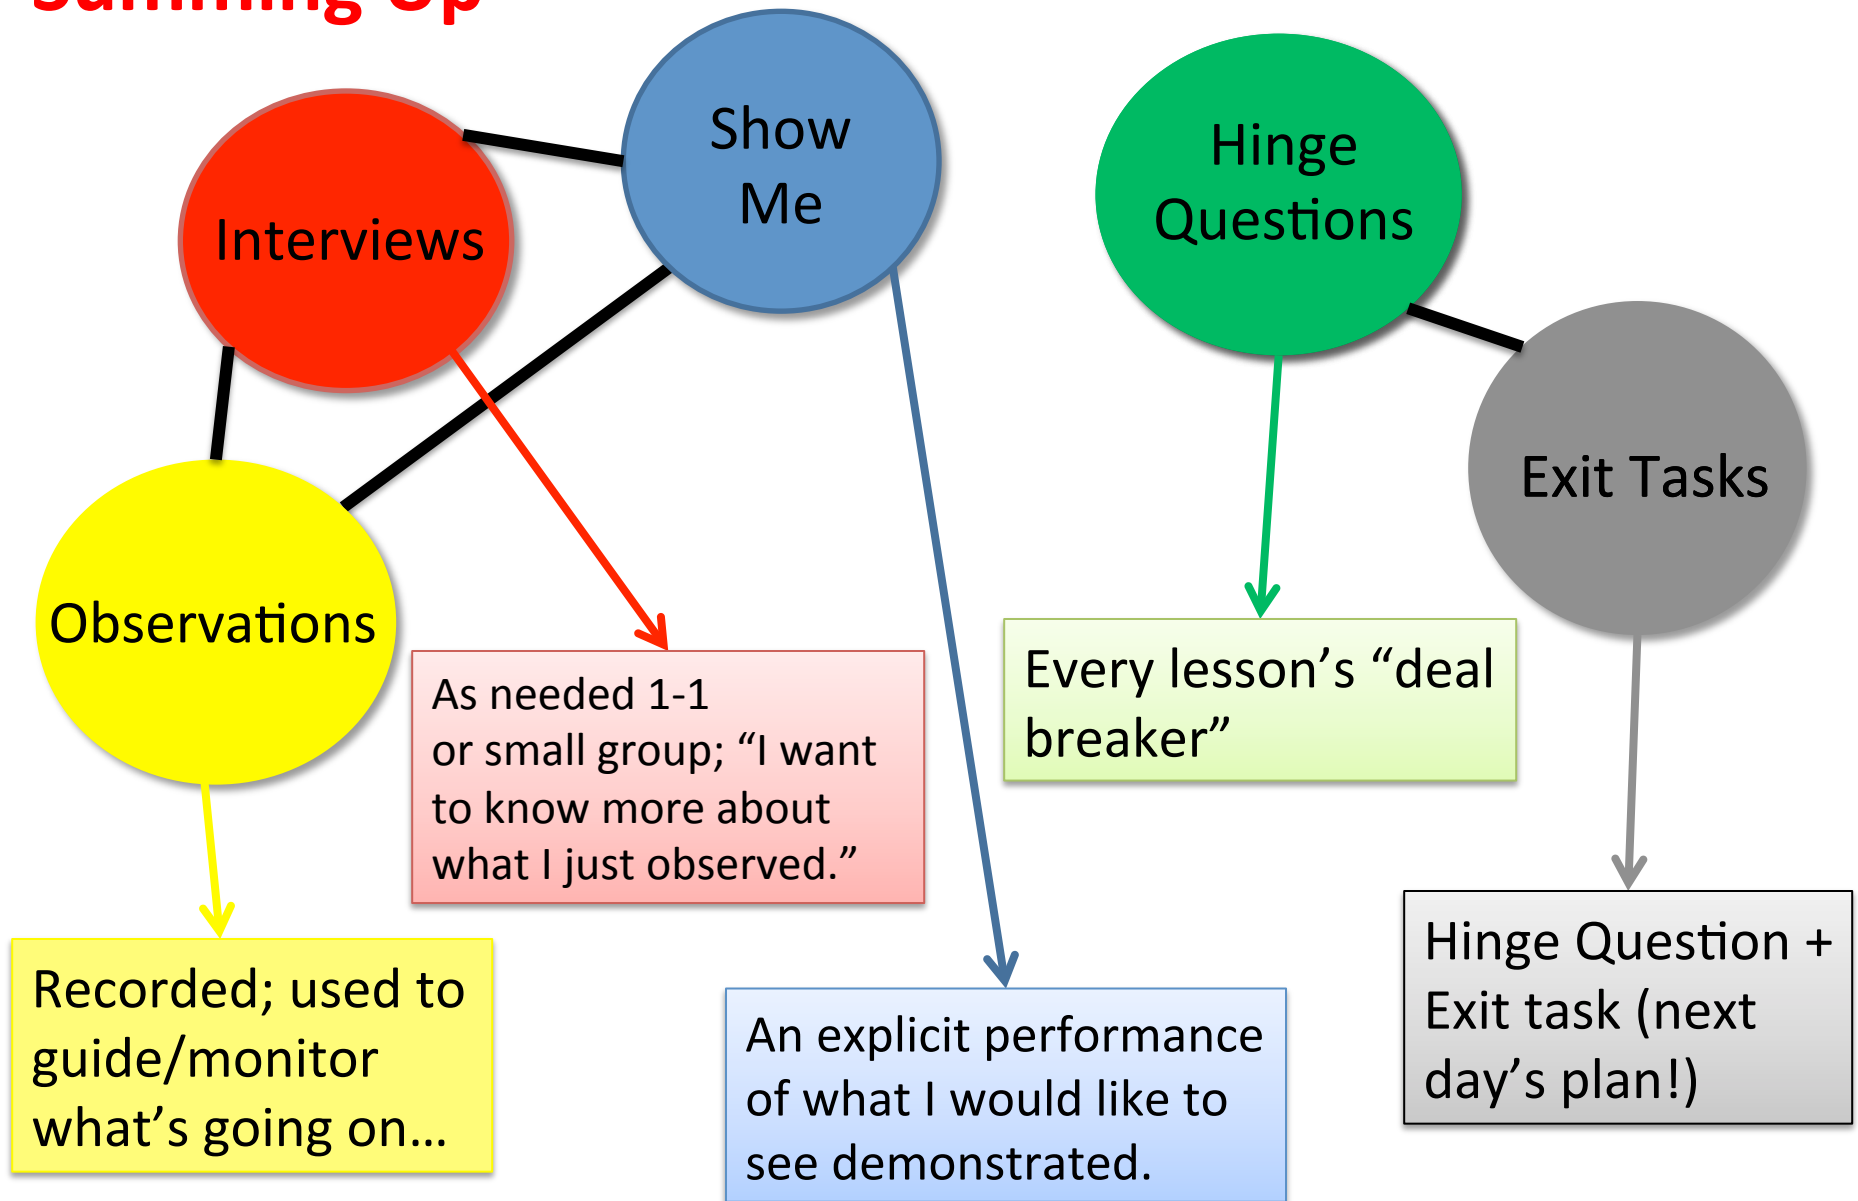 Summing Up
Show
Me
Hinge
Questions
Interviews
Exit Tasks
Observations
As needed 1-1
or small group; “I want
to know more about
what I just observed.”
Every lesson’s “deal
breaker”
Recorded; used to
guide/monitor
what’s going on…
An explicit performance
of what I would like to
see demonstrated.
Hinge Question +
Exit task (next
day’s plan!)